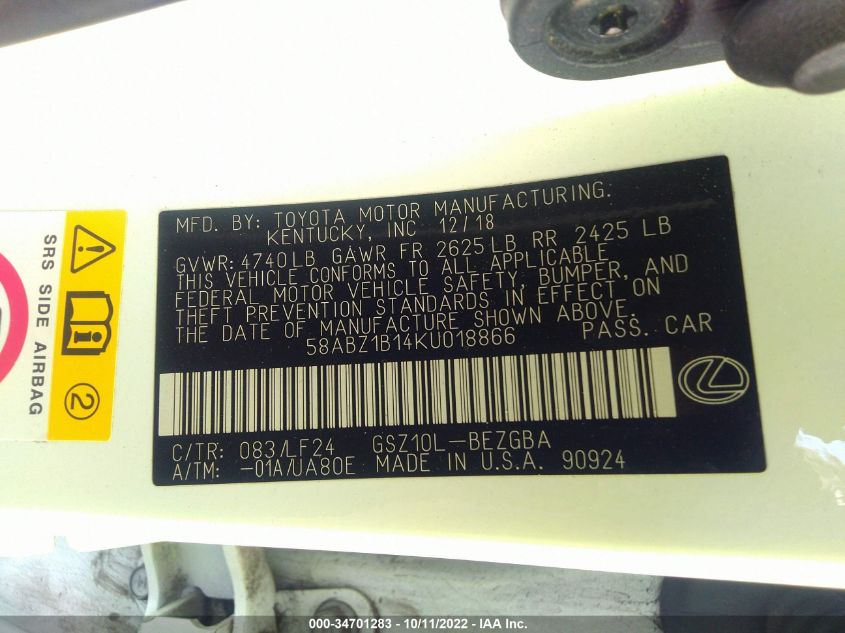 MFD. BY: TOYOTA MOTOR MANUFACTURING.
KENTUCKY, INC 12/18
GVWR: 4740LB GAWR FR 2625LB RR 2425 LB
THIS VEHICLE CONFORMS TO ALL APPLICABLE
FEDERAL MOTOR VEHICLE SAFETY, BUMPER, AND
THEFT PREVENTION STANDARDS IN EFFECT ON
THE DATE OF MANUFACTURE SHOWN ABOVE.
58ABZ1B14KU018866 PASS. CAR
C/TR: 083/LF24 GSZ10L-BEZGBA
A/TM: -01A/UA80E MADE IN U.S.A. 90924
SRS SIDE AIRBAG
2
000-34701283 - 10/11/2022 - IAA Inc.